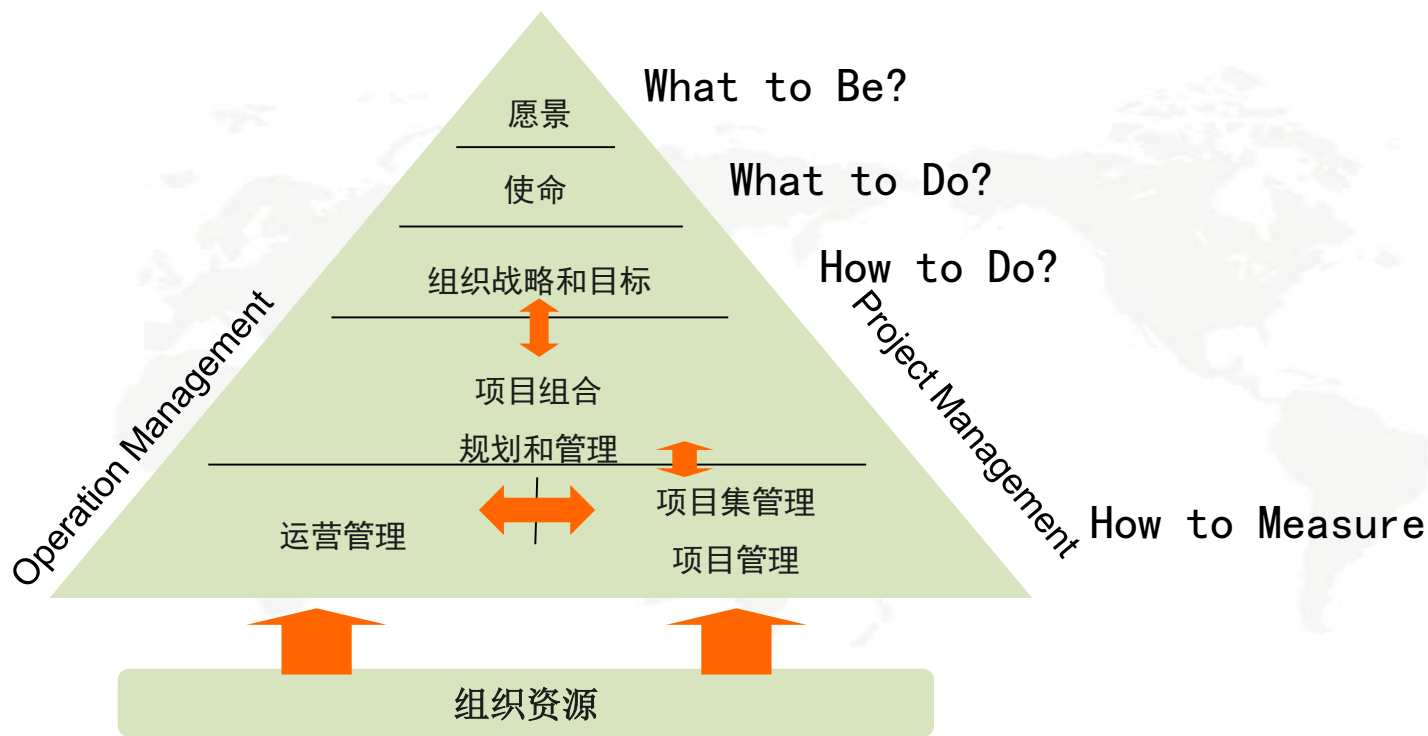 What to Be?
愿景
What to Do?
使命
How to Do?
组织战略和目标
Operation Management
Project Management
项目组合
规划和管理
项目集管理
运营管理
项目管理
How to Measure
组织资源